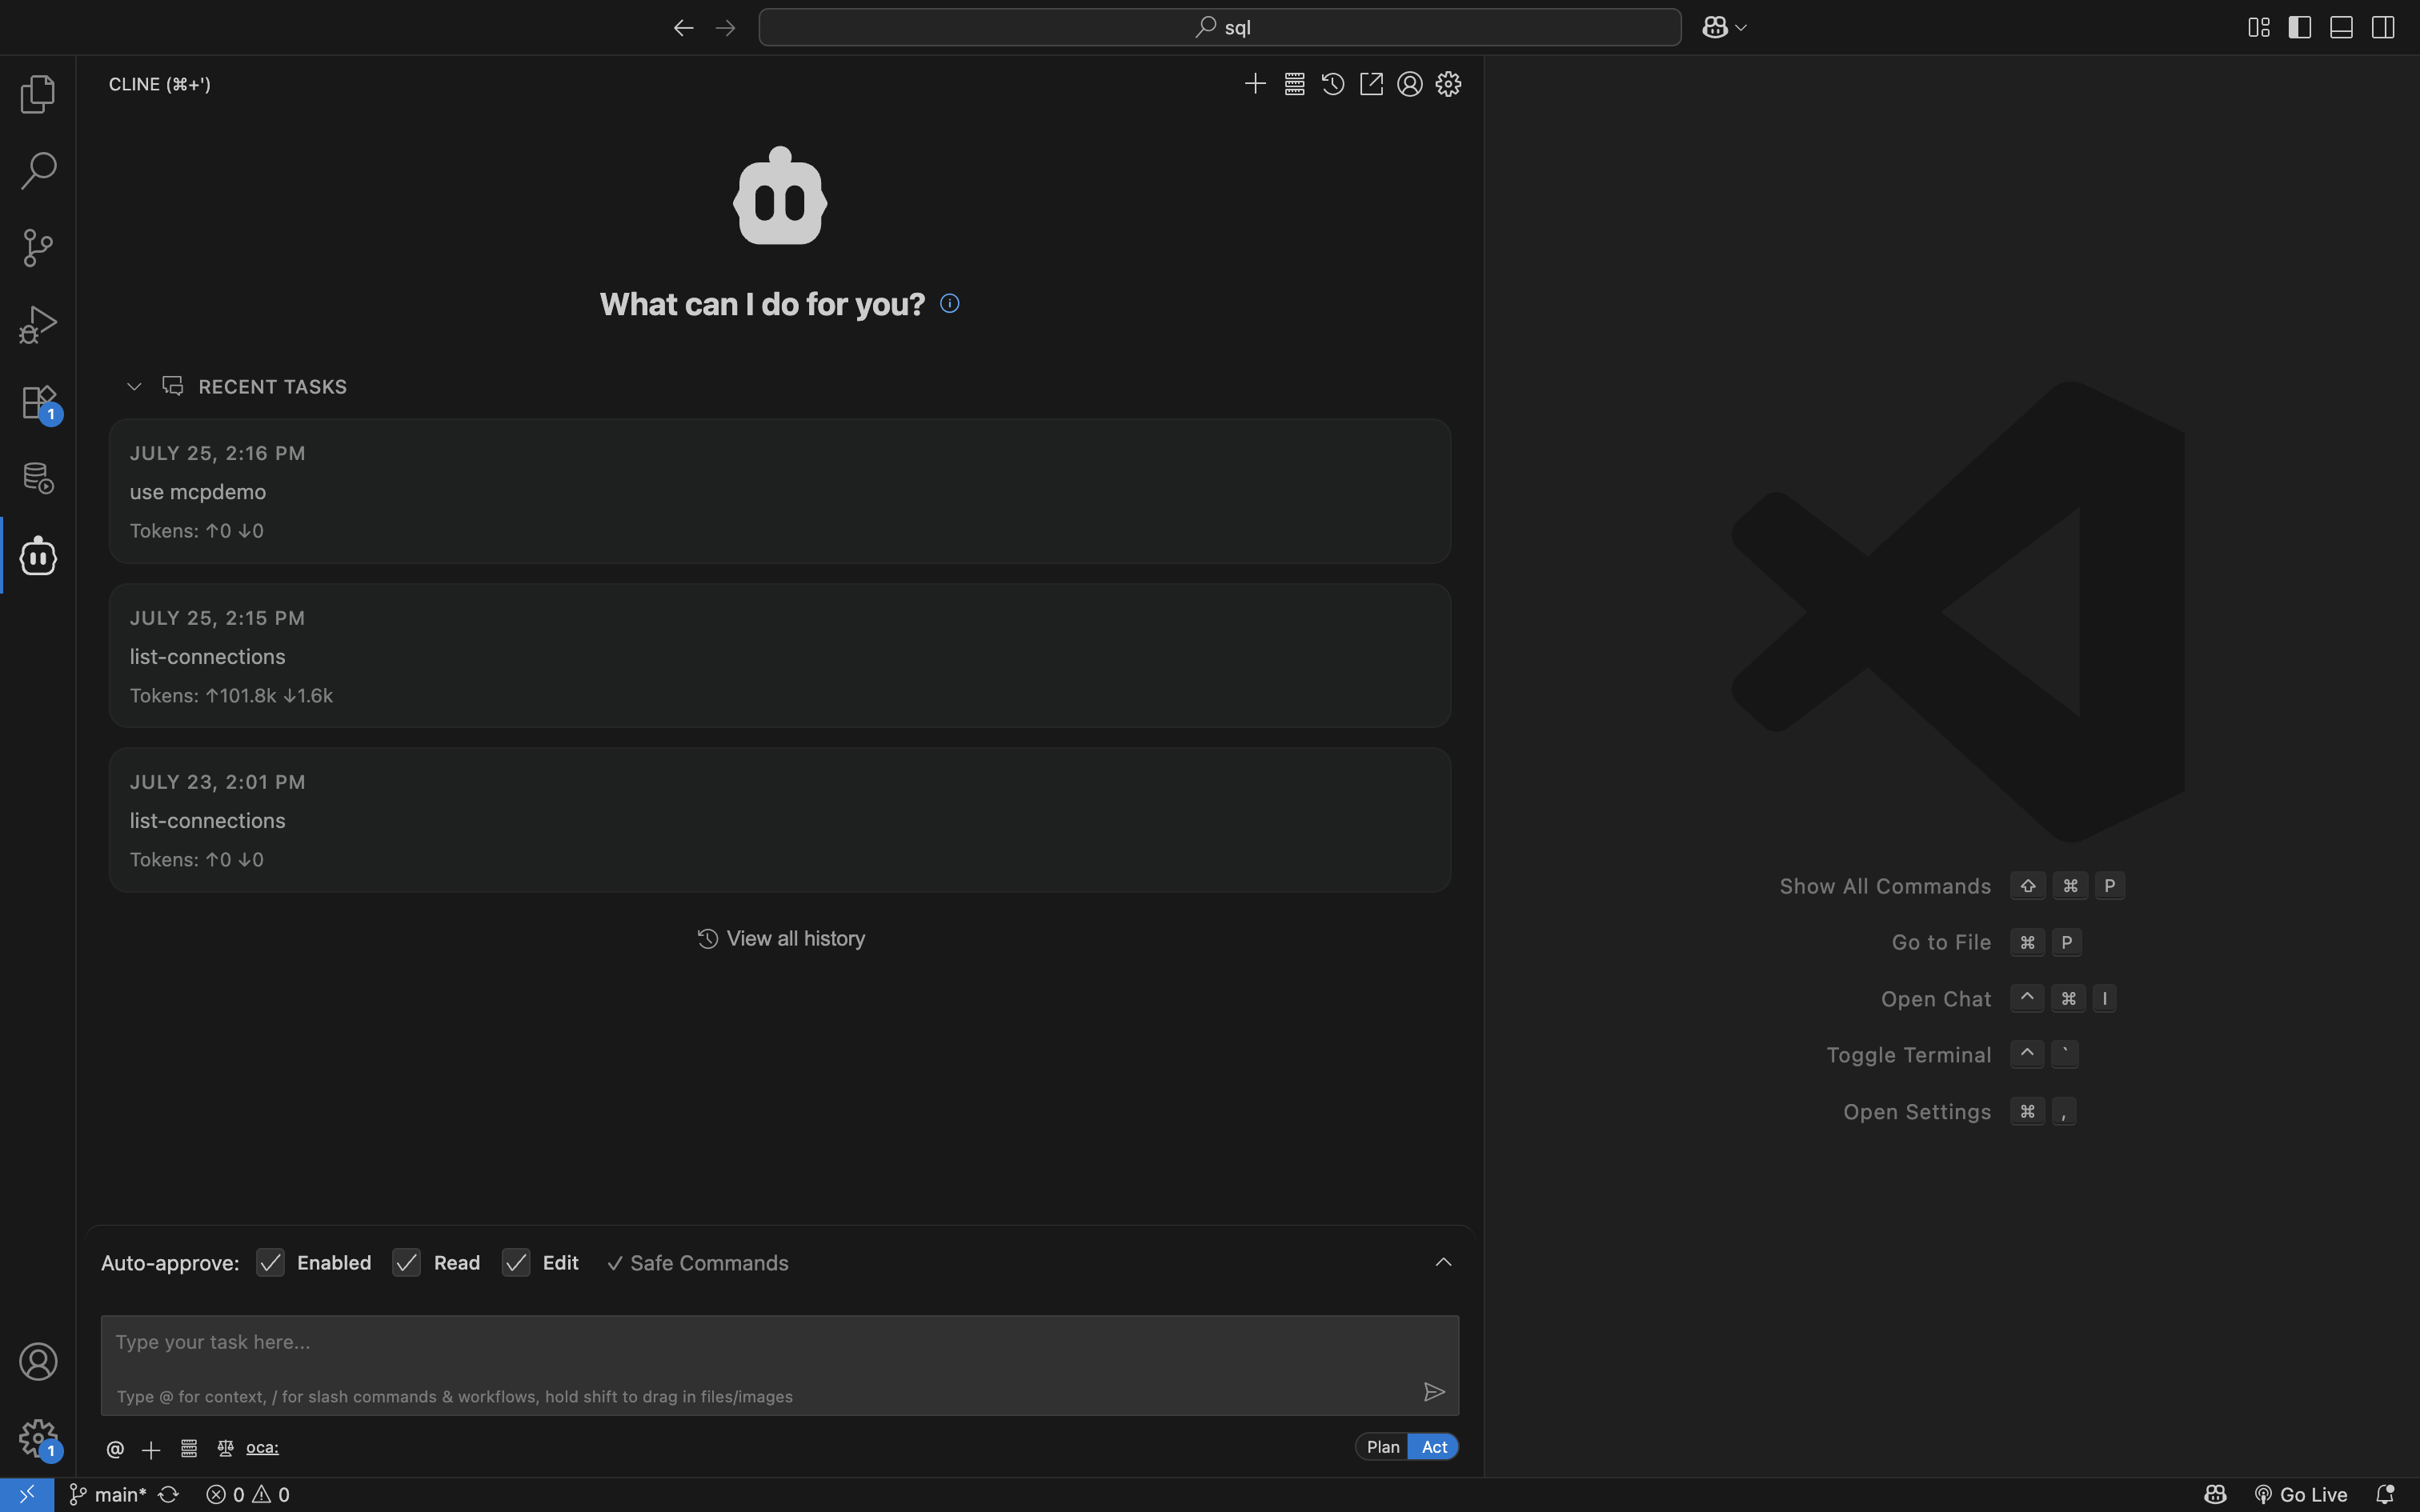 sql
CLINE (⌘+')
What can I do for you?
RECENT TASKS
JULY 25, 2:16 PM
use mcpdemo
Tokens: ↑0 ↓0
JULY 25, 2:15 PM
list-connections
Tokens: ↑101.8k ↓1.6k
JULY 23, 2:01 PM
list-connections
Tokens: ↑0 ↓0
View all history
Auto-approve: Enabled Read Edit ✓ Safe Commands
Type your task here...
Type @ for context, / for slash commands & workflows, hold shift to drag in files/images
@ + oca: Plan Act
1
1
Show All Commands ⇧ ⌘ P
Go to File ⌘ P
Open Chat ^ ⌘ I
Toggle Terminal ^ `
Open Settings ⌘ ,
main* 0 0 Go Live